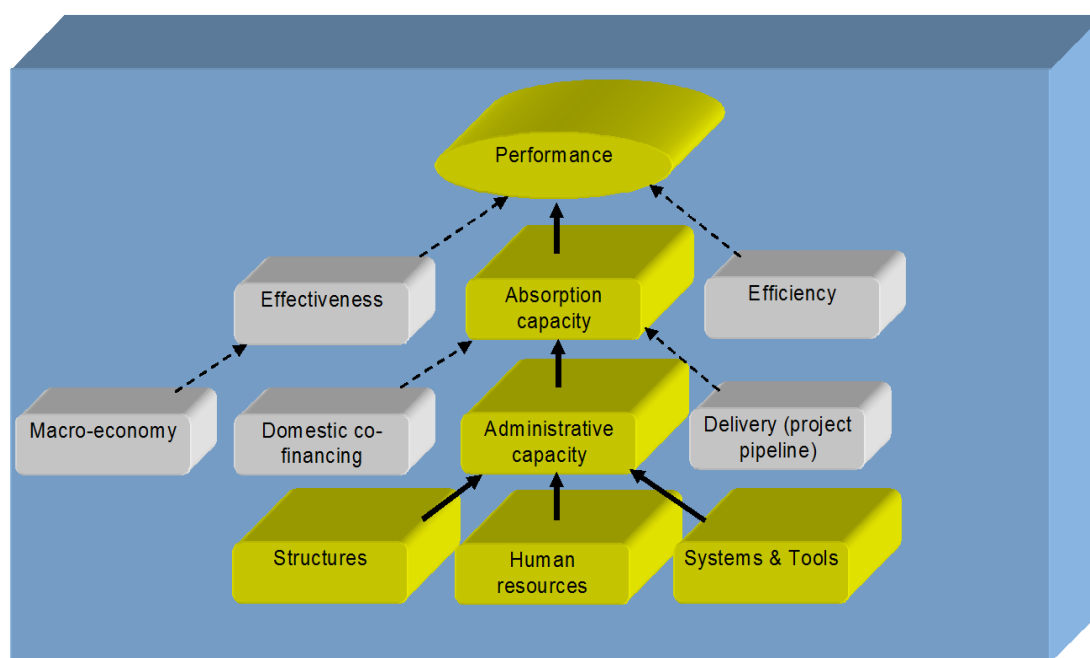 Performance
Effectiveness
Absorption
capacity
Efficiency
Macro-economy
Domestic co-
financing
Administrative
capacity
Delivery (project
pipeline)
Structures
Human
resources
Systems & Tools